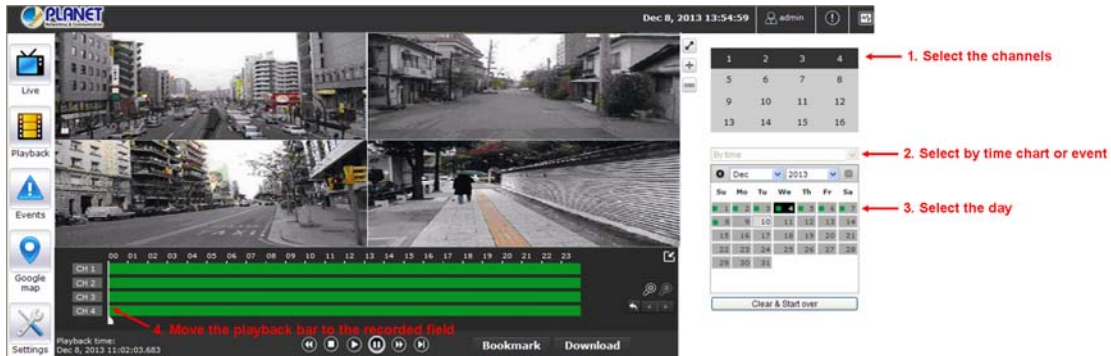 PLANET
Networking & Communication
Dec 8, 2013 13:54:59 admin
Live
Playback
Events
Google map
Settings
00 01 02 03 04 05 06 07 08 09 10 11 12 13 14 15 16 17 18 19 20 21 22 23
CH 1
CH 2
CH 3
CH 4
4. Move the playback bar to the recorded field
Playback time:
Dec 8, 2013 11:02:03.683
Bookmark Download
1 2 3 4
5 6 7 8
9 10 11 12
13 14 15 16
1. Select the channels
By time
2. Select by time chart or event
Dec 2013
Su Mo Tu We Th Fr Sa
1 2 3 4 5 6 7
3. Select the day
8 9 10 11 12 13 14
15 16 17 18 19 20 21
22 23 24 25 26 27 28
29 30 31
Clear & Start over